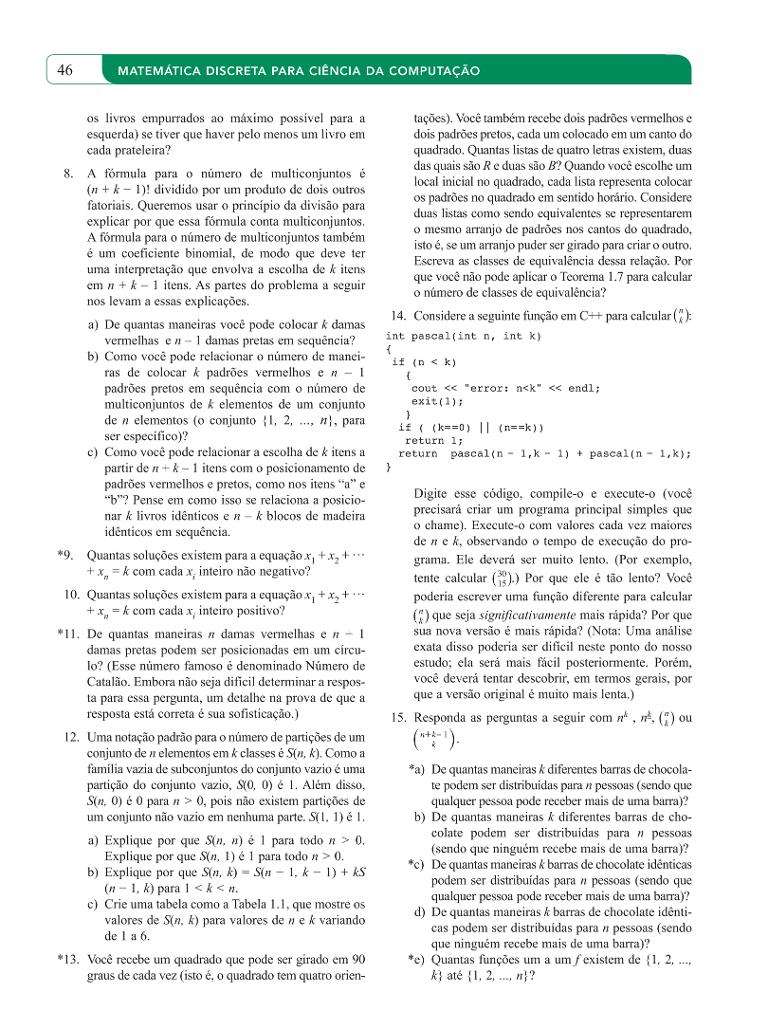 46
MATEMÁTICA DISCRETA PARA CIÊNCIA DA COMPUTAÇÃO
os livros empurrados ao máximo possível para a
esquerda) se tiver que haver pelo menos um livro em
cada prateleira?
8. A fórmula para o número de multiconjuntos é
(n + k − 1)! dividido por um produto de dois outros
fatoriais. Queremos usar o princípio da divisão para
explicar por que essa fórmula conta multiconjuntos.
A fórmula para o número de multiconjuntos também
é um coeficiente binomial, de modo que deve ter
uma interpretação que envolva a escolha de k itens
em n + k – 1 itens. As partes do problema a seguir
nos levam a essas explicações.
a) De quantas maneiras você pode colocar k damas
vermelhas e n – 1 damas pretas em sequência?
b) Como você pode relacionar o número de manei-
ras de colocar k padrões vermelhos e n – 1
padrões pretos em sequência com o número de
multiconjuntos de k elementos de um conjunto
de n elementos (o conjunto {1, 2, ..., n}, para
ser específico)?
c) Como você pode relacionar a escolha de k itens a
partir de n + k – 1 itens com o posicionamento de
padrões vermelhos e pretos, como nos itens “a” e
“b”? Pense em como isso se relaciona a posicio-
nar k livros idênticos e n – k blocos de madeira
idênticos em sequência.
*9. Quantas soluções existem para a equação x₁ + x₂ + ···
+ xₙ = k com cada xᵢ inteiro não negativo?
10. Quantas soluções existem para a equação x₁ + x₂ + ···
+ xₙ = k com cada xᵢ inteiro positivo?
*11. De quantas maneiras n damas vermelhas e n + 1
damas pretas podem ser posicionadas em um círcu-
lo? (Esse número famoso é denominado Número de
Catalão. Embora não seja difícil determinar a respos-
ta para essa pergunta, um detalhe na prova de que a
resposta está correta é sua sofisticação.)
12. Uma notação padrão para o número de partições de um
conjunto de n elementos em k classes é S(n, k). Como a
família vazia de subconjuntos do conjunto vazio é uma
partição do conjunto vazio, S(0, 0) é 1. Além disso,
S(n, 0) é 0 para n > 0, pois não existem partições de
um conjunto não vazio em nenhuma parte. S(1, 1) é 1.
a) Explique por que S(n, n) é 1 para todo n > 0.
Explique por que S(n, 1) é 1 para todo n > 0.
b) Explique por que S(n, k) = S(n − 1, k − 1) + kS
(n − 1, k) para 1 < k < n.
c) Crie uma tabela como a Tabela 1.1, que mostre os
valores de S(n, k) para valores de n e k variando
de 1 a 6.
*13. Você recebe um quadrado que pode ser girado em 90
graus de cada vez (isto é, o quadrado tem quatro orien-
tações). Você também recebe dois padrões vermelhos e
dois padrões pretos, cada um colocado em um canto do
quadrado. Quantas listas de quatro letras existem, duas
das quais são R e duas são B? Quando você escolhe um
local inicial no quadrado, cada lista representa colocar
os padrões no quadrado em sentido horário. Considere
duas listas como sendo equivalentes se representarem
o mesmo arranjo de padrões nos cantos do quadrado,
isto é, se um arranjo puder ser girado para criar o outro.
Escreva as classes de equivalência dessa relação. Por
que você não pode aplicar o Teorema 1.7 para calcular
o número de classes de equivalência?
14. Considere a seguinte função em C++ para calcular (n k):
int pascal(int n, int k)
{
if (n < k)
{
cout << "error: n<k" << endl;
exit(1);
}
if ( (k==0) || (n==k))
return 1;
return pascal(n − 1,k − 1) + pascal(n − 1,k);
}
Digite esse código, compile-o e execute-o (você
precisará criar um programa principal simples que
o chame). Execute-o com valores cada vez maiores
de n e k, observando o tempo de execução do pro-
grama. Ele deverá ser muito lento. (Por exemplo,
tente calcular (30 15).) Por que ele é tão lento? Você
poderia escrever uma função diferente para calcular
(n k) que seja significativamente mais rápida? Por que
sua nova versão é mais rápida? (Nota: Uma análise
exata disso poderia ser difícil neste ponto do nosso
estudo; ela será mais fácil posteriormente. Porém,
você deverá tentar descobrir, em termos gerais, por
que a versão original é muito mais lenta.)
15. Responda as perguntas a seguir com nᵏ , n^k̲, (n k) ou
(n+k−1 k).
*a) De quantas maneiras k diferentes barras de chocola-
te podem ser distribuídas para n pessoas (sendo que
qualquer pessoa pode receber mais de uma barra)?
b) De quantas maneiras k diferentes barras de cho-
colate podem ser distribuídas para n pessoas
(sendo que ninguém recebe mais de uma barra)?
*c) De quantas maneiras k barras de chocolate idênticas
podem ser distribuídas para n pessoas (sendo que
qualquer pessoa pode receber mais de uma barra)?
d) De quantas maneiras k barras de chocolate idênti-
cas podem ser distribuídas para n pessoas (sendo
que ninguém recebe mais de uma barra)?
*e) Quantas funções um a um f existem de {1, 2, ...,
k} até {1, 2, ..., n}?